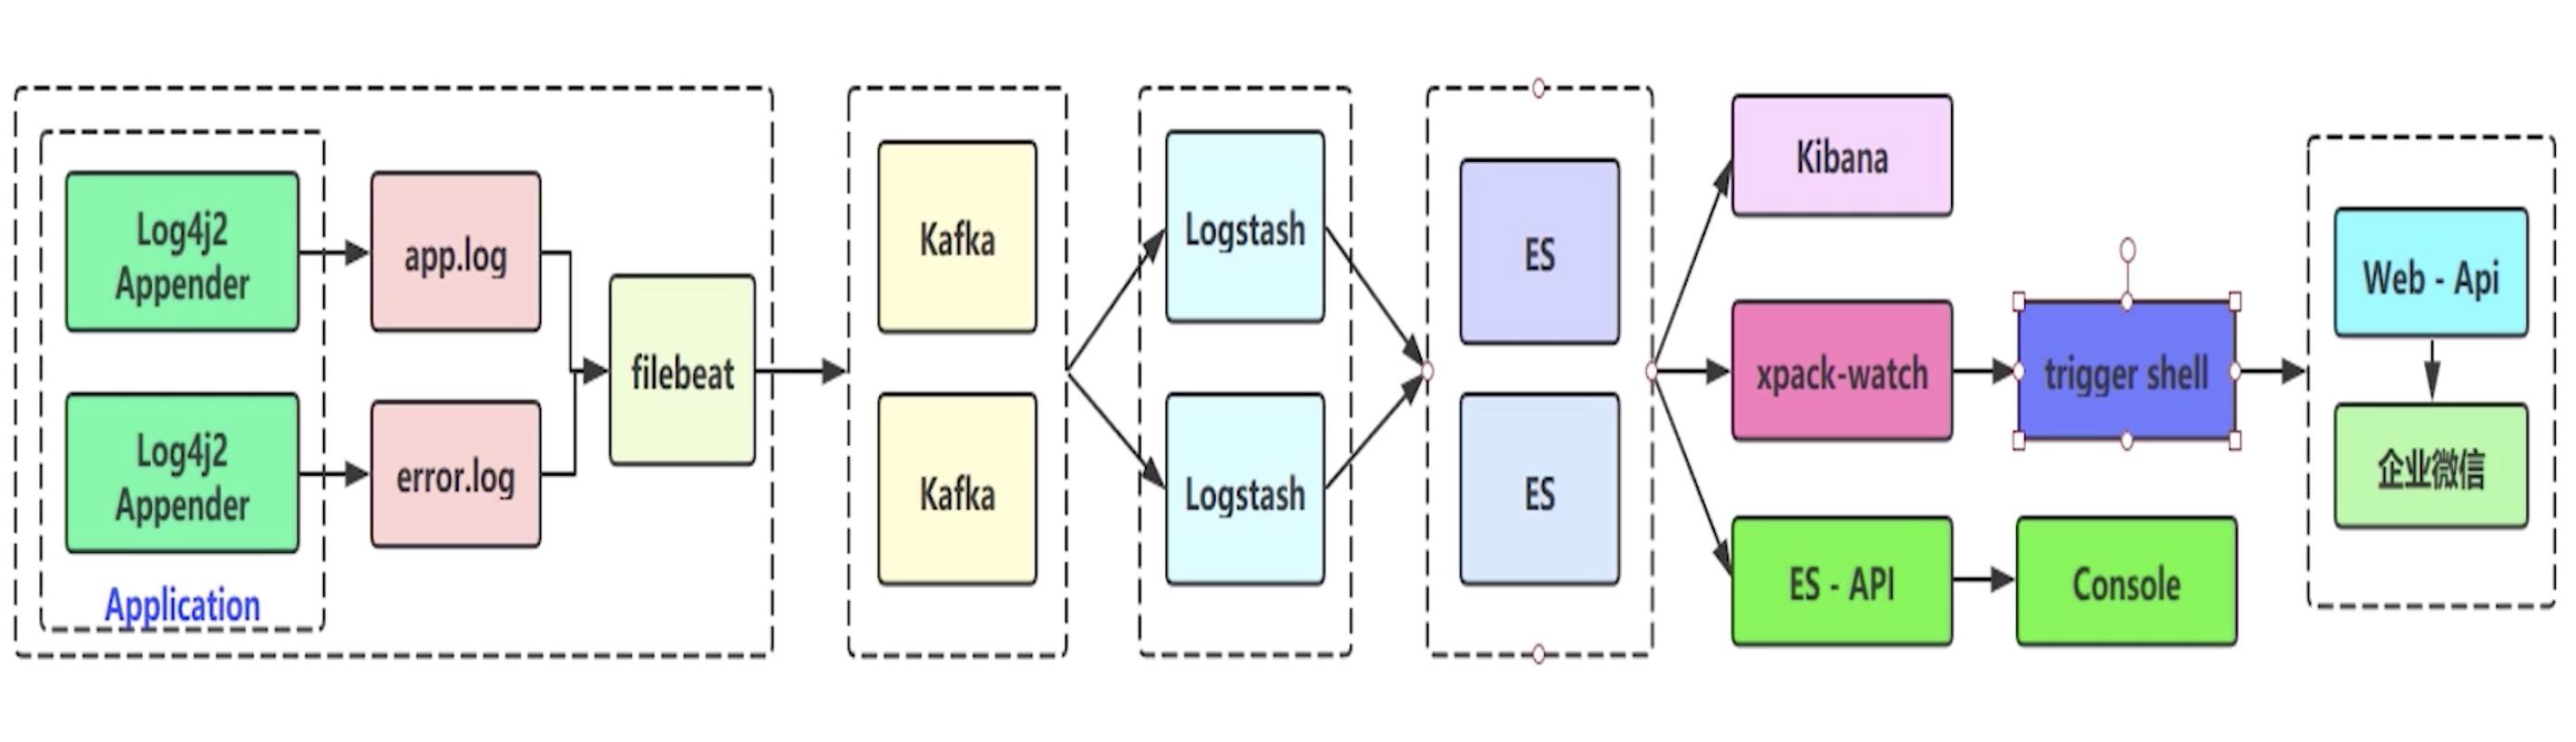 Log4j2
Appender
app.log
Log4j2
Appender
error.log
Application
filebeat
Kafka
Kafka
Logstash
Logstash
ES
ES
Kibana
xpack-watch
trigger shell
ES - API
Console
Web - Api
企业微信